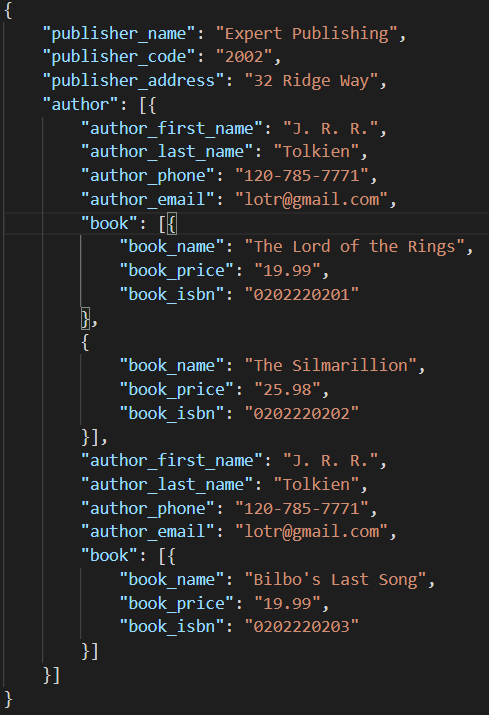 {
    "publisher_name": "Expert Publishing",
    "publisher_code": "2002",
    "publisher_address": "32 Ridge Way",
    "author": [{
        "author_first_name": "J. R. R.",
        "author_last_name": "Tolkien",
        "author_phone": "120-785-7771",
        "author_email": "lotr@gmail.com",
        "book": [{
            "book_name": "The Lord of the Rings",
            "book_price": "19.99",
            "book_isbn": "0202220201"
        },
        {
            "book_name": "The Silmarillion",
            "book_price": "25.98",
            "book_isbn": "0202220202"
        }],
        "author_first_name": "J. R. R.",
        "author_last_name": "Tolkien",
        "author_phone": "120-785-7771",
        "author_email": "lotr@gmail.com",
        "book": [{
            "book_name": "Bilbo's Last Song",
            "book_price": "19.99",
            "book_isbn": "0202220203"
        }]
    }]
}